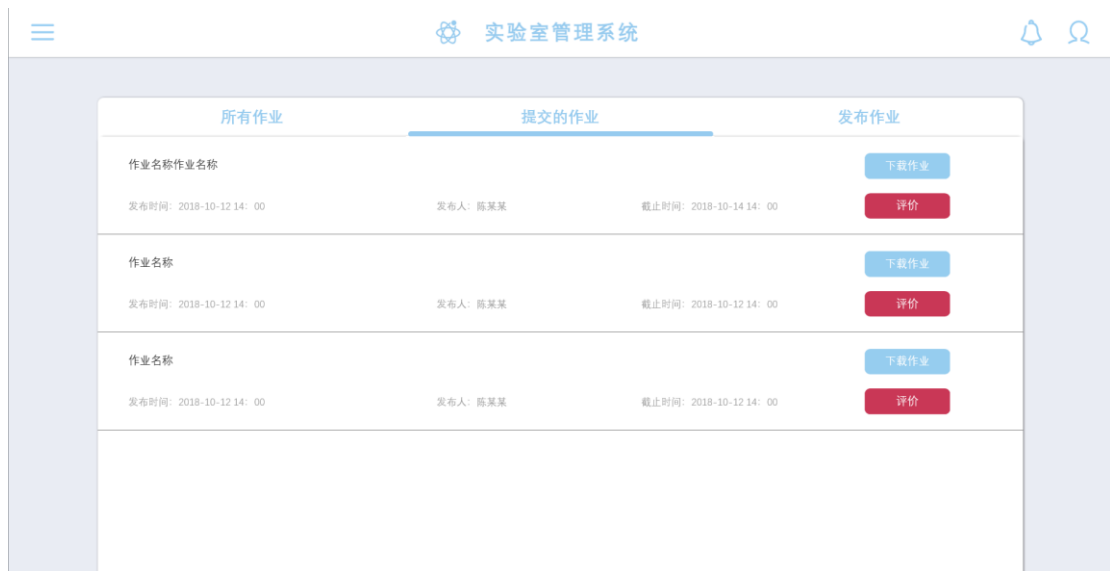 实验室管理系统
所有作业 提交的作业 发布作业
作业名称作业名称 下载作业
发布时间：2018-10-12 14：00 发布人：陈某某 截止时间：2018-10-14 14：00 评价
作业名称 下载作业
发布时间：2018-10-12 14：00 发布人：陈某某 截止时间：2018-10-12 14：00 评价
作业名称 下载作业
发布时间：2018-10-12 14：00 发布人：陈某某 截止时间：2018-10-12 14：00 评价